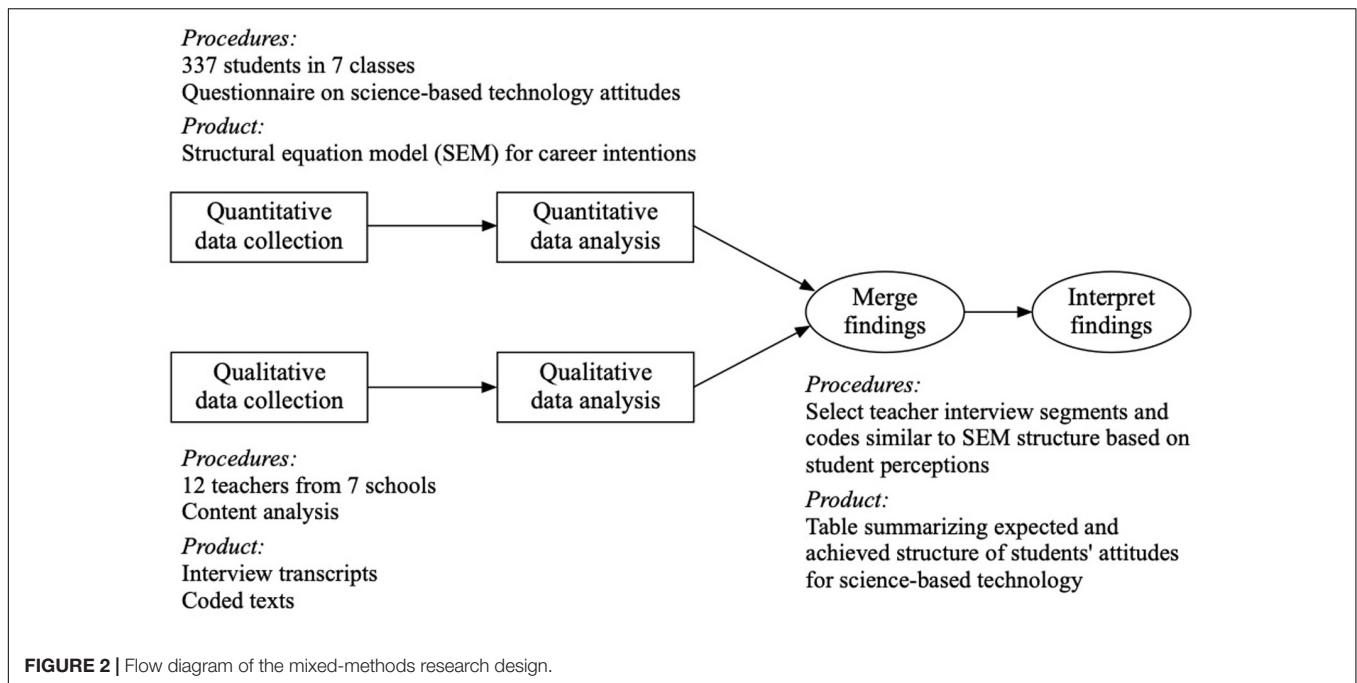 Procedures:
337 students in 7 classes
Questionnaire on science-based technology attitudes
Product:
Structural equation model (SEM) for career intentions
Quantitative
data collection
Quantitative
data analysis
Merge
findings
Interpret
findings
Qualitative
data collection
Qualitative
data analysis
Procedures:
12 teachers from 7 schools
Content analysis
Product:
Interview transcripts
Coded texts
Procedures:
Select teacher interview segments and
codes similar to SEM structure based on
student perceptions
Product:
Table summarizing expected and
achieved structure of students' attitudes
for science-based technology
FIGURE 2 | Flow diagram of the mixed-methods research design.